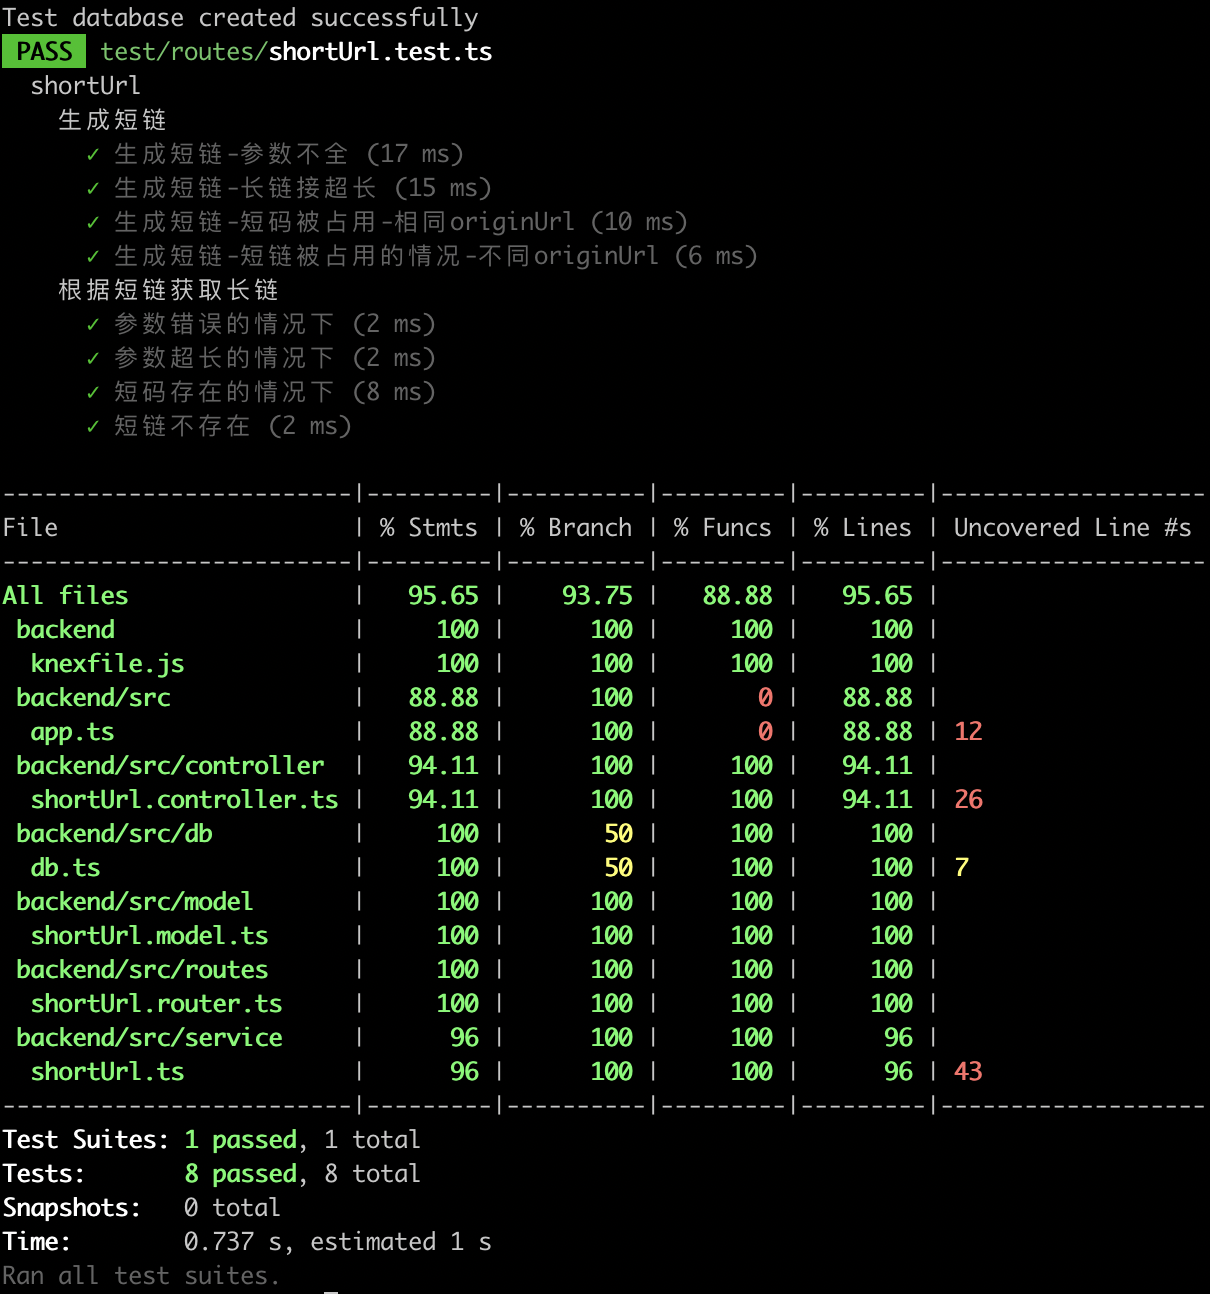 Test database created successfully
PASS test/routes/shortUrl.test.ts
shortUrl
生成短链
✓ 生成短链-参数不全 (17 ms)
✓ 生成短链-长链接超长 (15 ms)
✓ 生成短链-短码被占用-相同originUrl (10 ms)
✓ 生成短链-短链被占用的情况-不同originUrl (6 ms)
根据短链获取长链
✓ 参数错误的情况下 (2 ms)
✓ 参数超长的情况下 (2 ms)
✓ 短码存在的情况下 (8 ms)
✓ 短链不存在 (2 ms)
-------------------------|---------|----------|---------|---------|-------------------
File | % Stmts | % Branch | % Funcs | % Lines | Uncovered Line #s
-------------------------|---------|----------|---------|---------|-------------------
All files | 95.65 | 93.75 | 88.88 | 95.65 |
backend | 100 | 100 | 100 | 100 |
knexfile.js | 100 | 100 | 100 | 100 |
backend/src | 88.88 | 100 | 0 | 88.88 |
app.ts | 88.88 | 100 | 0 | 88.88 | 12
backend/src/controller | 94.11 | 100 | 100 | 94.11 |
shortUrl.controller.ts | 94.11 | 100 | 100 | 94.11 | 26
backend/src/db | 100 | 50 | 100 | 100 |
db.ts | 100 | 50 | 100 | 100 | 7
backend/src/model | 100 | 100 | 100 | 100 |
shortUrl.model.ts | 100 | 100 | 100 | 100 |
backend/src/routes | 100 | 100 | 100 | 100 |
shortUrl.router.ts | 100 | 100 | 100 | 100 |
backend/src/service | 96 | 100 | 100 | 96 |
shortUrl.ts | 96 | 100 | 100 | 96 | 43
-------------------------|---------|----------|---------|---------|-------------------
Test Suites: 1 passed, 1 total
Tests: 8 passed, 8 total
Snapshots: 0 total
Time: 0.737 s, estimated 1 s
Ran all test suites.